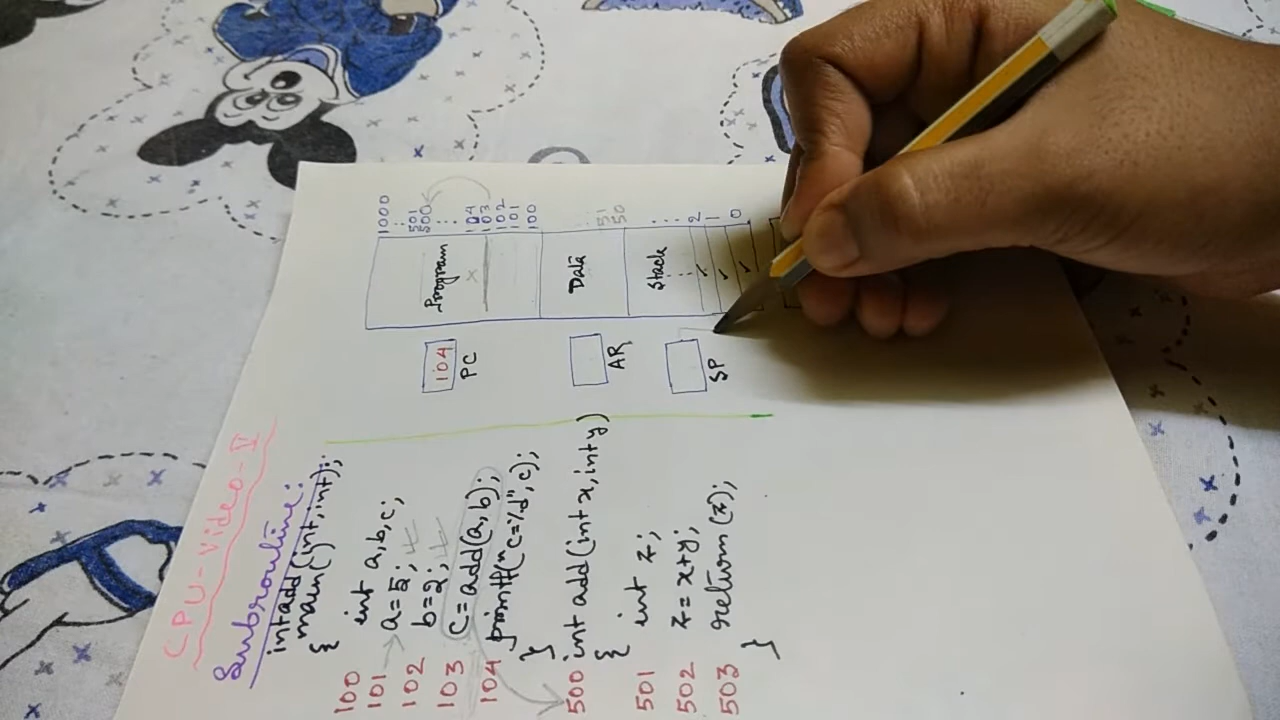 CPU-Video-V
Subroutine:
int add(int,int);
main()
{
100 int a,b,c;
101 a=5;
102 b=2;
103 c=add(a,b);
104 printf("c=%d",c);
}
500 int add(int x,int y)
{
501 int z;
502 z=x+y;
503 return(z);
}
104
PC
AR
SP
Program
Data
Stack
1000
501
500
104
103
102
101
100
51
50
2
1
0